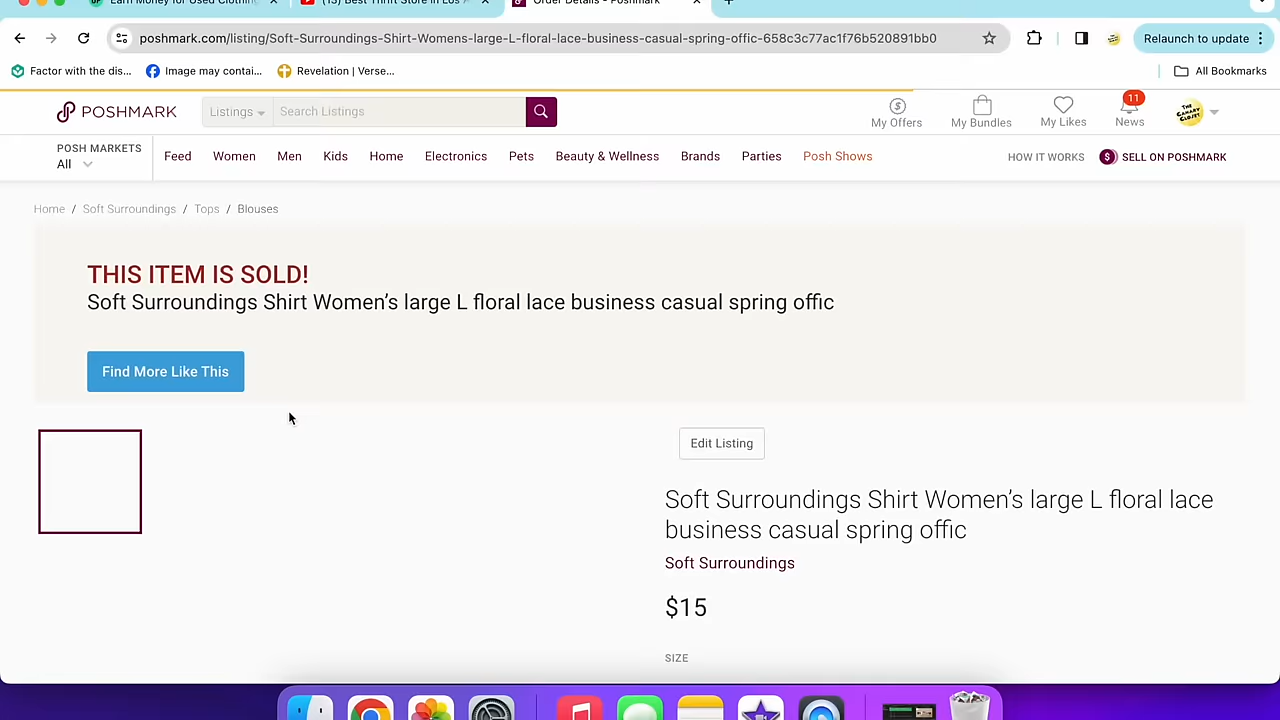 Earn Money for Used Clothin
(13) Best Thrift Store in Los A
Order Details - Poshmark
poshmark.com/listing/Soft-Surroundings-Shirt-Womens-large-L-floral-lace-business-casual-spring-offic-658c3c77ac1f76b520891bb0
Relaunch to update
Factor with the dis...
Image may contai...
Revelation | Verse...
All Bookmarks
POSHMARK
Listings
Search Listings
My Offers
My Bundles
My Likes
11
News
THE CANARY CLOSET
POSH MARKETS
All
Feed
Women
Men
Kids
Home
Electronics
Pets
Beauty & Wellness
Brands
Parties
Posh Shows
HOW IT WORKS
SELL ON POSHMARK
Home / Soft Surroundings / Tops / Blouses
THIS ITEM IS SOLD!
Soft Surroundings Shirt Women’s large L floral lace business casual spring offic
Find More Like This
Edit Listing
Soft Surroundings Shirt Women’s large L floral lace
business casual spring offic
Soft Surroundings
$15
SIZE